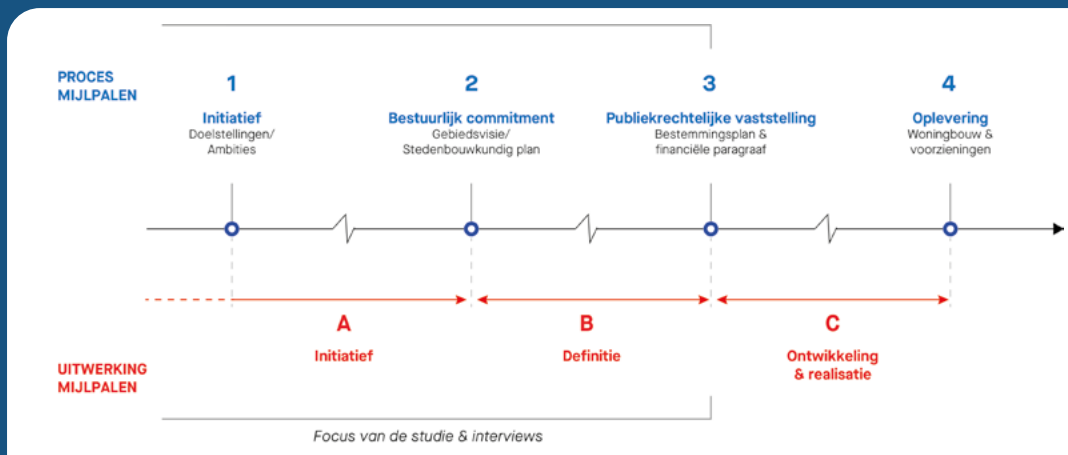 PROCES
MIJLPALEN
1
Initiatief
Doelstellingen/
Ambities
2
Bestuurlijk commitment
Gebiedsvisie/
Stedenbouwkundig plan
3
Publiekrechtelijke vaststelling
Bestemmingsplan &
financiële paragraaf
4
Oplevering
Woningbouw &
voorzieningen
A
Initiatief
B
Definitie
C
Ontwikkeling
& realisatie
UITWERKING
MIJLPALEN
Focus van de studie & interviews